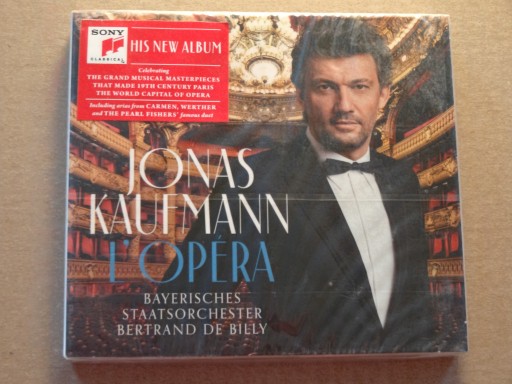 SONY
CLASSICAL
HIS NEW ALBUM
Celebrating
THE GRAND MUSICAL MASTERPIECES
THAT MADE 19TH CENTURY PARIS
THE WORLD CAPITAL OF OPERA
Including arias from CARMEN, WERTHER
and THE PEARL FISHERS' famous duet
JONAS
KAUFMANN
L'OPÉRA
BAYERISCHES
STAATSORCHESTER
BERTRAND DE BILLY